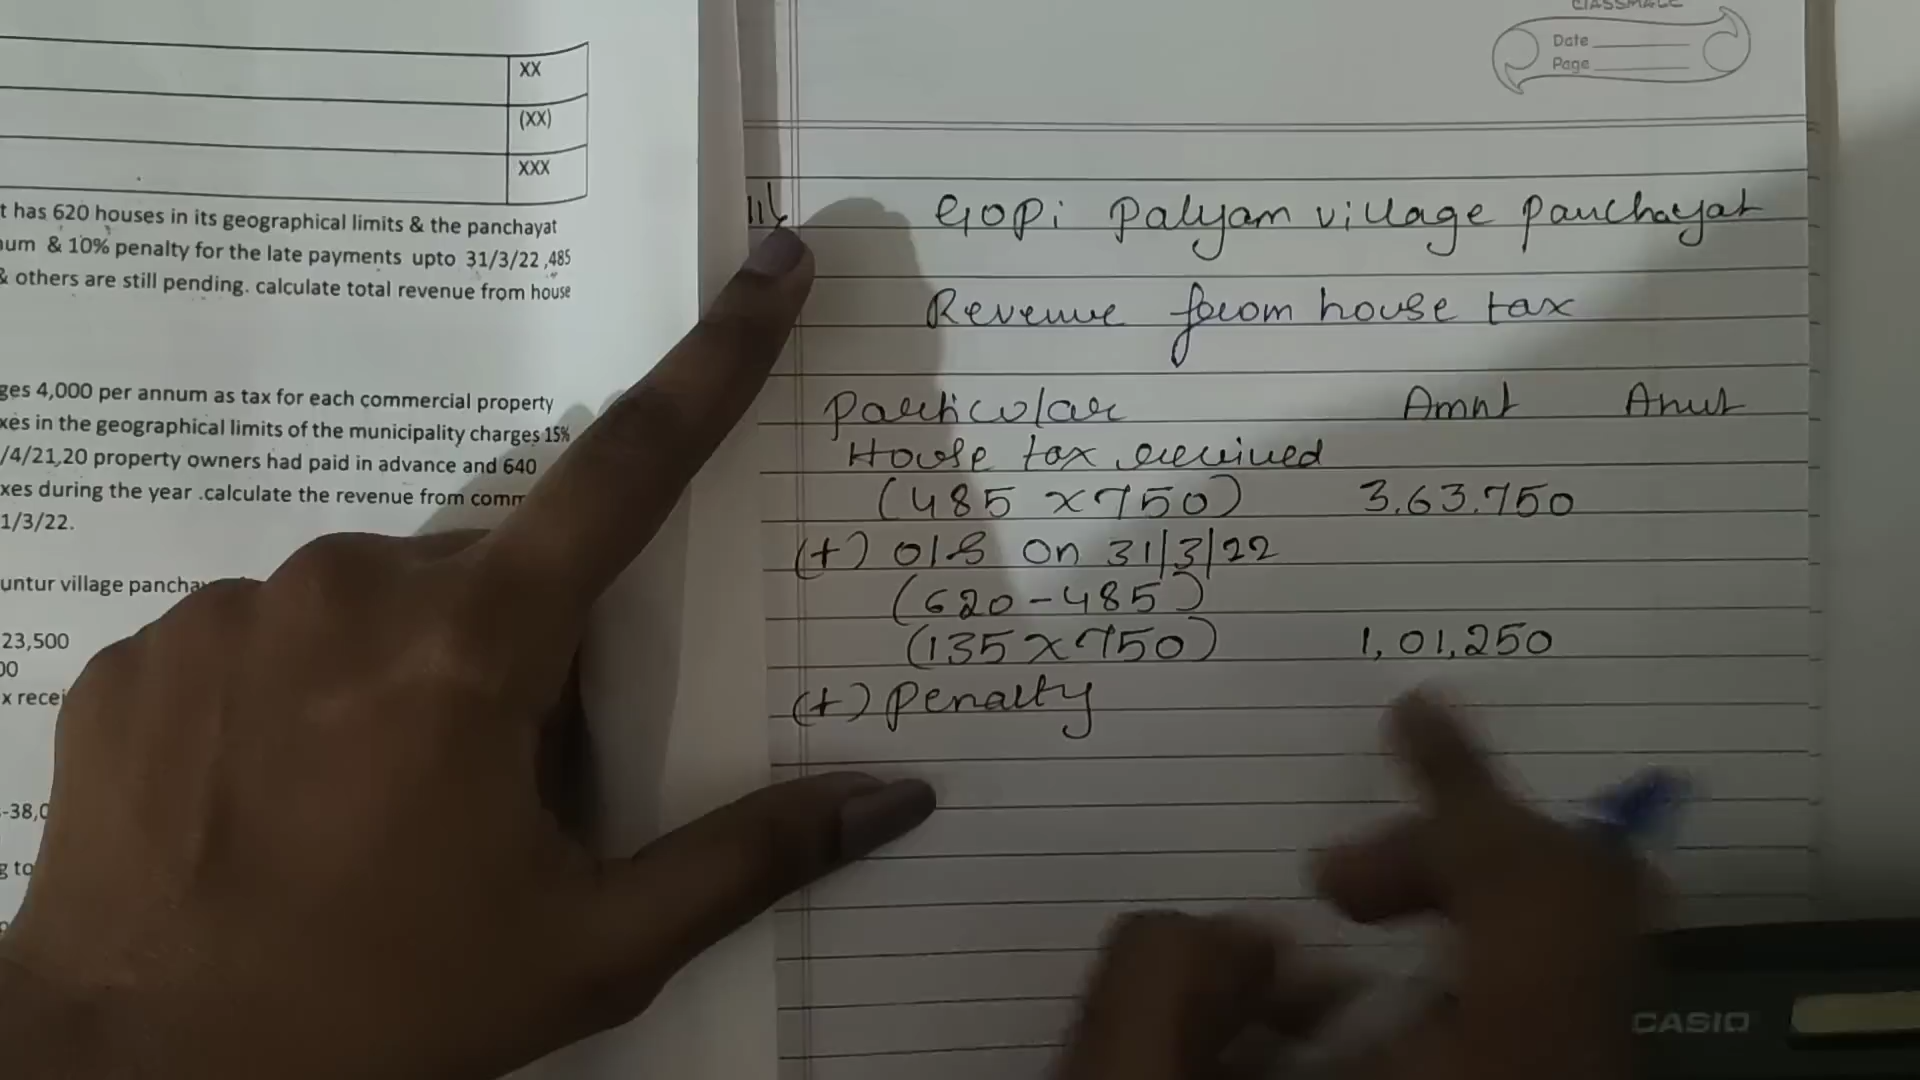 XX
(XX)
XXX
t has 620 houses in its geographical limits & the panchayat
um & 10% penalty for the late payments upto 31/3/22 ,485
& others are still pending. calculate total revenue from house
ges 4,000 per annum as tax for each commercial property
xes in the geographical limits of the municipality charges 15%
/4/21,20 property owners had paid in advance and 640
xes during the year .calculate the revenue from comm
1/3/22.
untur village pancha
23,500
00
x recei
-38,0
g to
classmate
Date
Page
Gopi Palyam village panchayat
Revenue from house tax
Particular Amnt Amnt
House tax received
(485 x 750) 3.63.750
(+) O/S on 31/3/22
(620-485)
(135 x 750) 1,01,250
(+) Penalty
CASIO